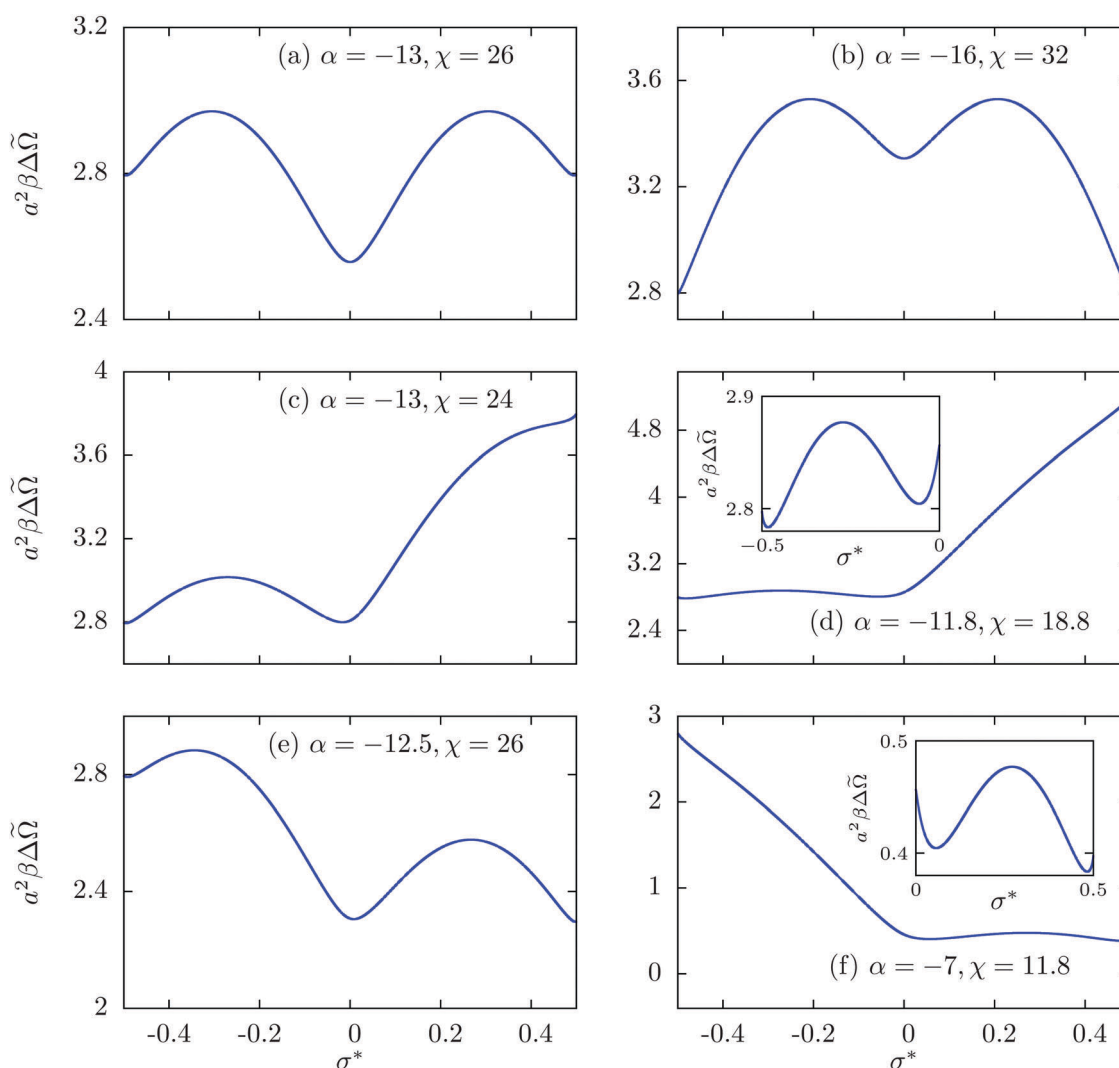 3.2
2.8
2.4
a²βΔΩ̃
(a) α = −13, χ = 26
3.6
3.2
2.8
(b) α = −16, χ = 32
4
3.6
3.2
2.8
a²βΔΩ̃
(c) α = −13, χ = 24
4.8
4
3.2
2.4
2.9
2.8
a²βΔΩ̃
−0.5 0
σ*
(d) α = −11.8, χ = 18.8
2.8
2.4
2
a²βΔΩ̃
(e) α = −12.5, χ = 26
-0.4 -0.2 0 0.2 0.4
σ*
3
2
1
0
0.5
0.4
a²βΔΩ̃
0 0.5
σ*
(f) α = −7, χ = 11.8
-0.4 -0.2 0 0.2 0.4
σ*